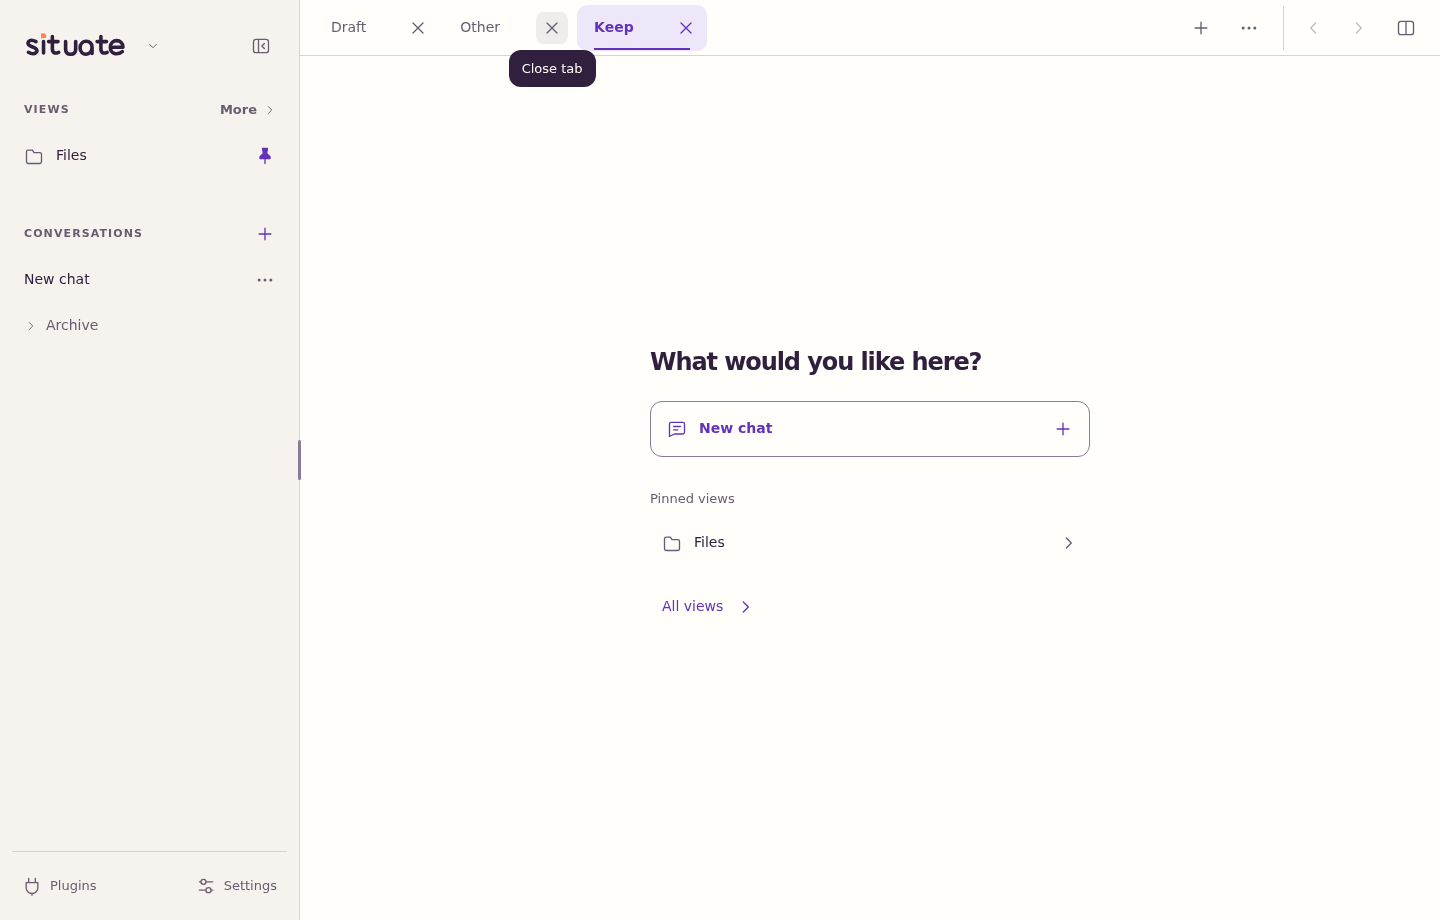 situate
Draft
Other
Keep
Close tab
VIEWS
More
Files
CONVERSATIONS
New chat
Archive
What would you like here?
New chat
Pinned views
Files
All views
Plugins
Settings